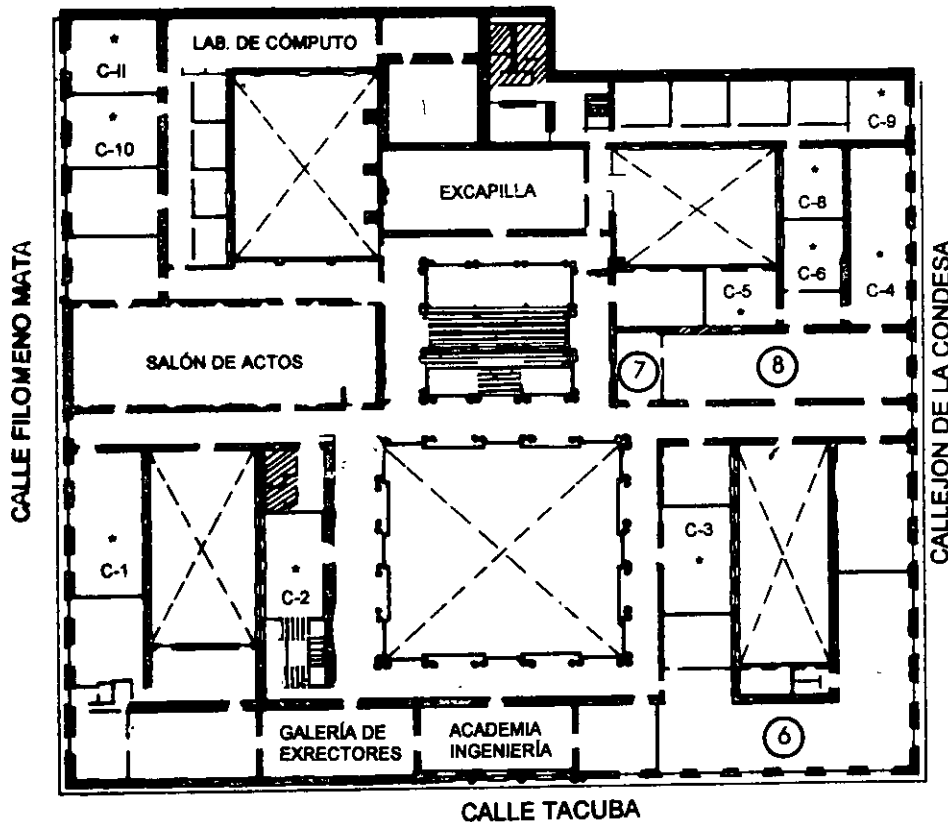 LAB. DE CÓMPUTO
*
C-II
*
C-10
*
C-9
EXCAPILLA
*
C-8
*
C-6
C-5
*
*
C-4
CALLE FILOMENO MATA
SALÓN DE ACTOS
7
8
CALLEJON DE LA CONDESA
*
C-1
*
C-2
C-3
*
GALERÍA DE
EXRECTORES
ACADEMIA
INGENIERÍA
6
CALLE TACUBA